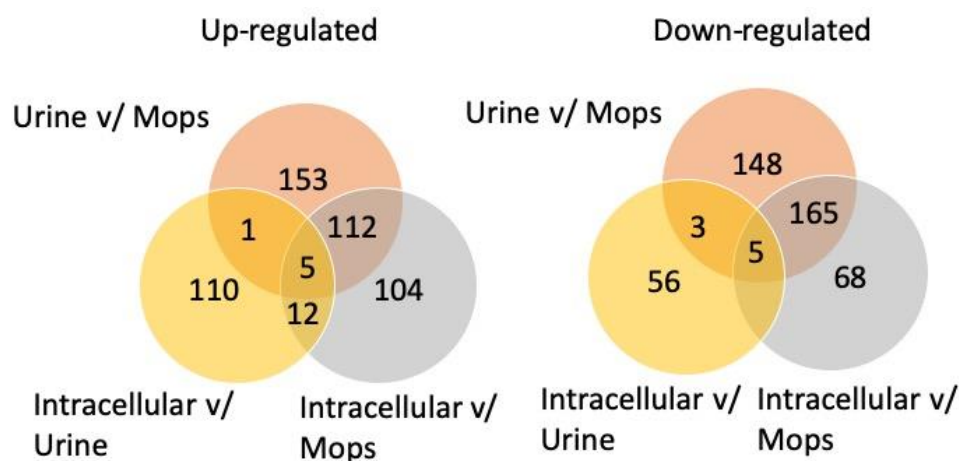 Up-regulated
Urine v/ Mops
153
1
112
5
110
104
12
Intracellular v/
Urine
Intracellular v/
Mops
Down-regulated
Urine v/ Mops
148
3
165
5
56
68
Intracellular v/
Urine
Intracellular v/
Mops